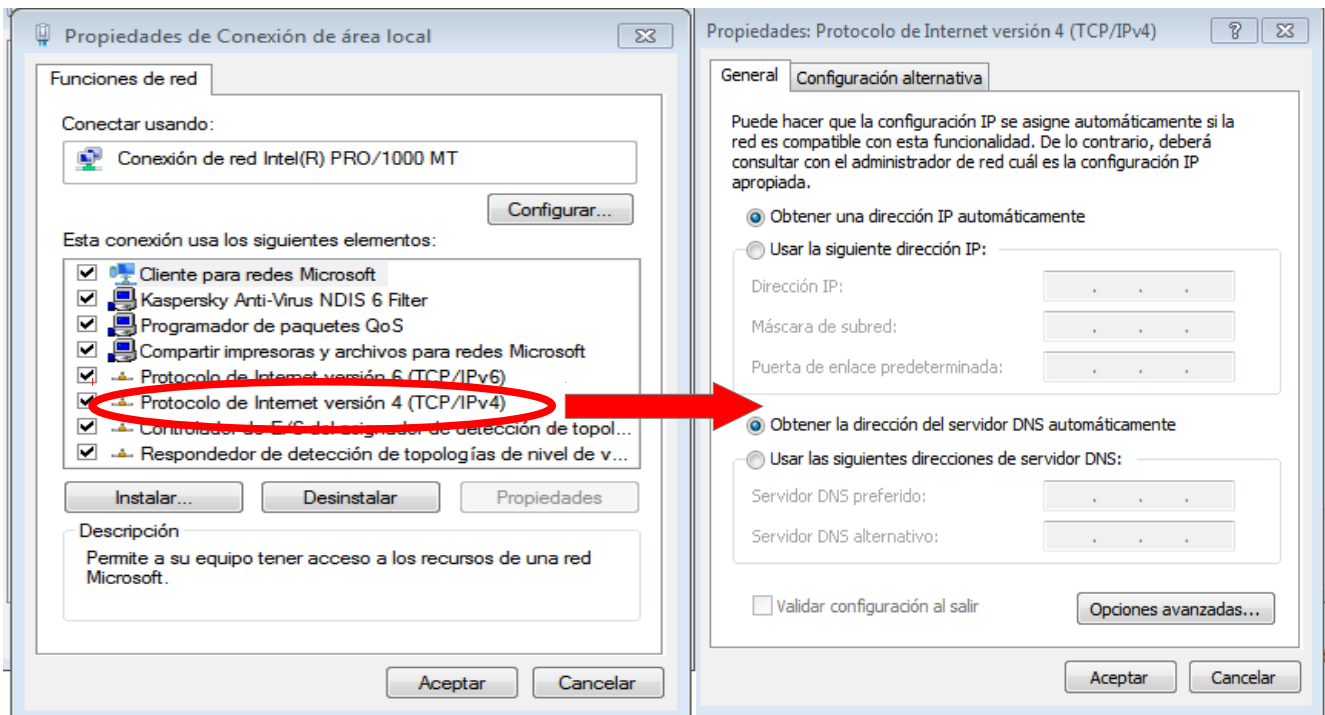 Propiedades de Conexión de área local
Funciones de red
Conectar usando:
Conexión de red Intel(R) PRO/1000 MT
Configurar...
Esta conexión usa los siguientes elementos:
Cliente para redes Microsoft
Kaspersky Anti-Virus NDIS 6 Filter
Programador de paquetes QoS
Compartir impresoras y archivos para redes Microsoft
Protocolo de Internet versión 6 (TCP/IPv6)
Protocolo de Internet versión 4 (TCP/IPv4)
Controlador de E/S del asignador de detección de topol...
Respondedor de detección de topologías de nivel de v...
Instalar...
Desinstalar
Propiedades
Descripción
Permite a su equipo tener acceso a los recursos de una red
Microsoft.
Aceptar
Cancelar
Propiedades: Protocolo de Internet versión 4 (TCP/IPv4)
General
Configuración alternativa
Puede hacer que la configuración IP se asigne automáticamente si la
red es compatible con esta funcionalidad. De lo contrario, deberá
consultar con el administrador de red cuál es la configuración IP
apropiada.
Obtener una dirección IP automáticamente
Usar la siguiente dirección IP:
Dirección IP:
Máscara de subred:
Puerta de enlace predeterminada:
Obtener la dirección del servidor DNS automáticamente
Usar las siguientes direcciones de servidor DNS:
Servidor DNS preferido:
Servidor DNS alternativo:
Validar configuración al salir
Opciones avanzadas...
Aceptar
Cancelar